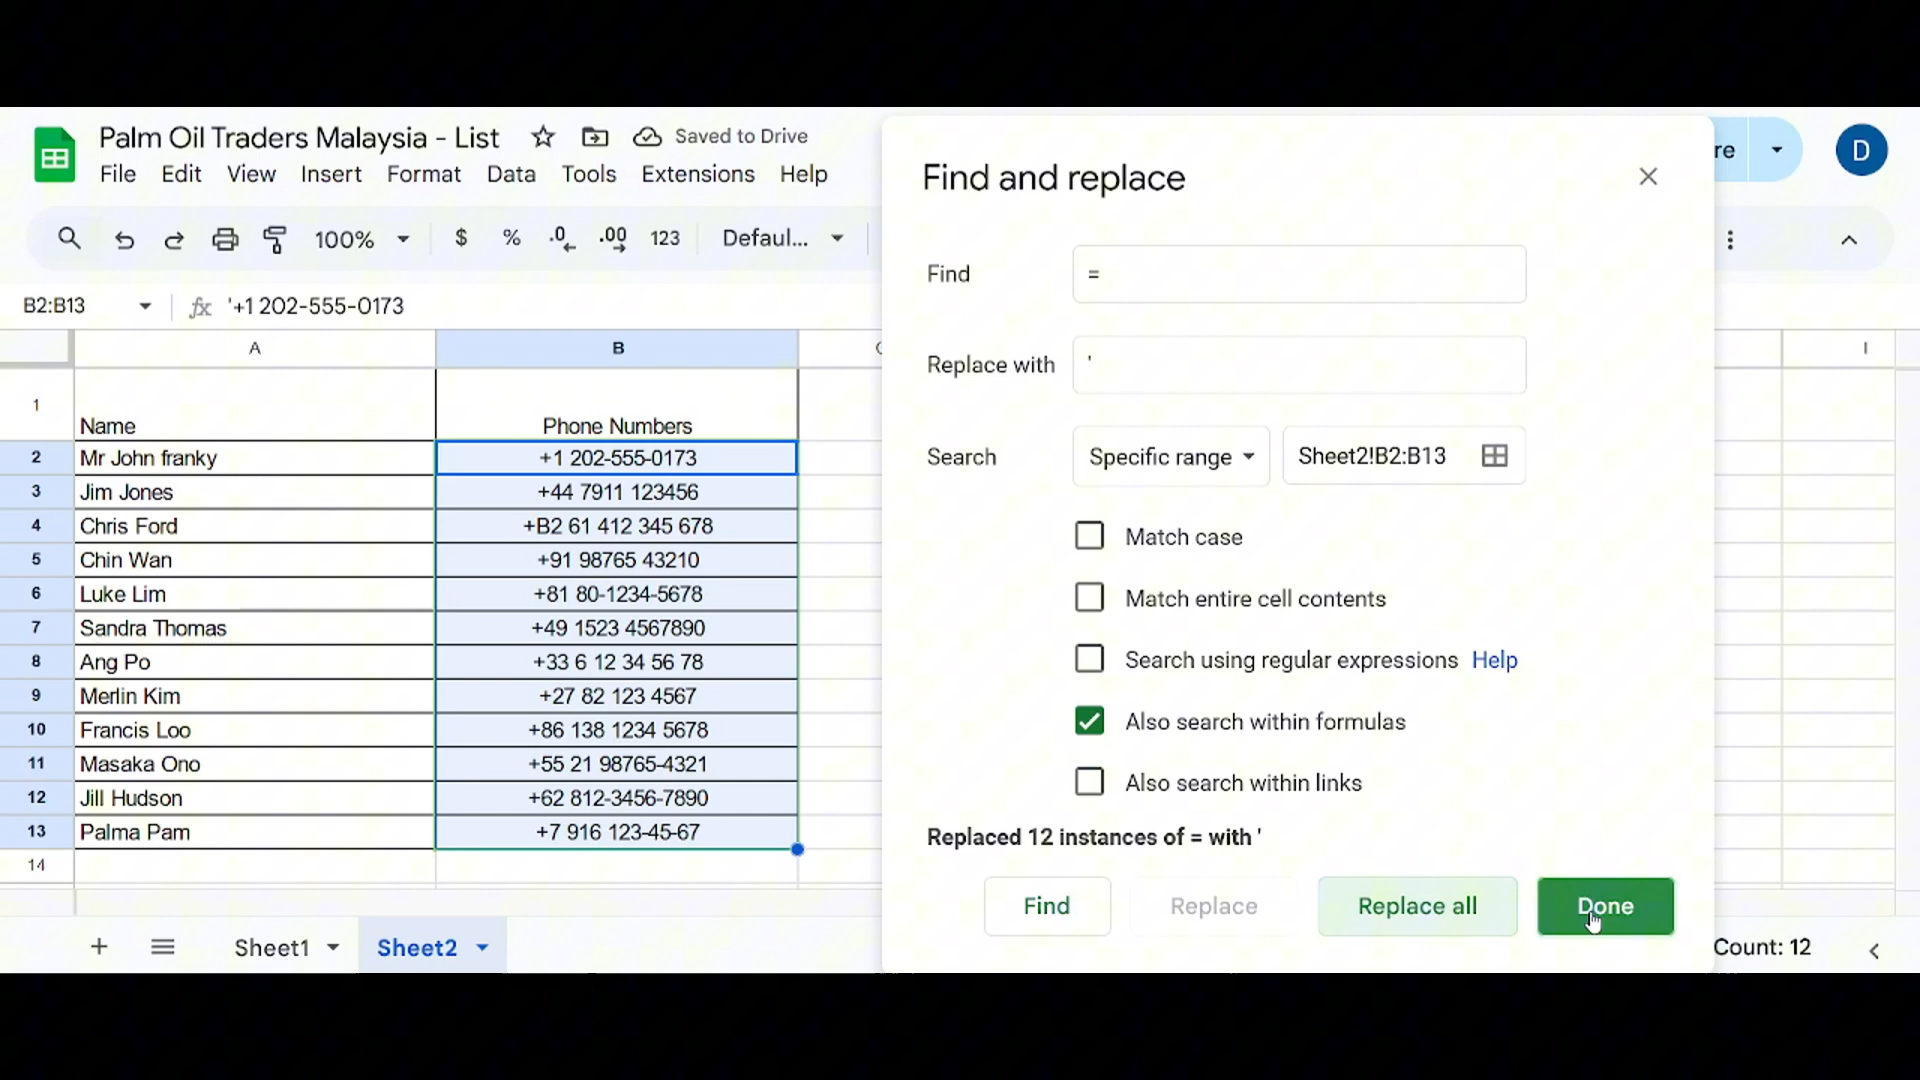 Palm Oil Traders Malaysia - List Saved to Drive
File Edit View Insert Format Data Tools Extensions Help
100% $ % .0 .00 123 Defaul...
B2:B13 fx '+1 202-555-0173
A B I
1 Name Phone Numbers
2 Mr John franky +1 202-555-0173
3 Jim Jones +44 7911 123456
4 Chris Ford +B2 61 412 345 678
5 Chin Wan +91 98765 43210
6 Luke Lim +81 80-1234-5678
7 Sandra Thomas +49 1523 4567890
8 Ang Po +33 6 12 34 56 78
9 Merlin Kim +27 82 123 4567
10 Francis Loo +86 138 1234 5678
11 Masaka Ono +55 21 98765-4321
12 Jill Hudson +62 812-3456-7890
13 Palma Pam +7 916 123-45-67
14
+ Sheet1 Sheet2
Find and replace
Find =
Replace with '
Search Specific range Sheet2!B2:B13
Match case
Match entire cell contents
Search using regular expressions Help
Also search within formulas
Also search within links
Replaced 12 instances of = with '
Find Replace Replace all Done
re
D
Count: 12